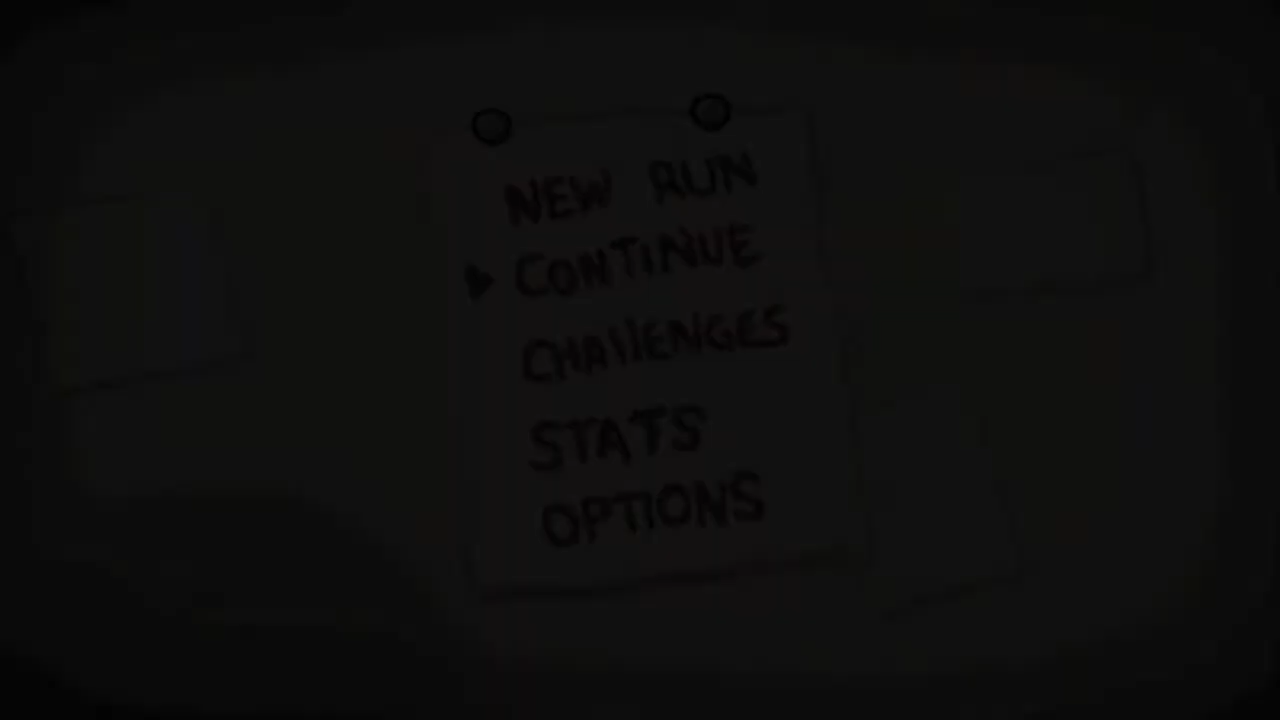 NEW RUN
CONTINUE
CHALLENGES
STATS
OPTIONS